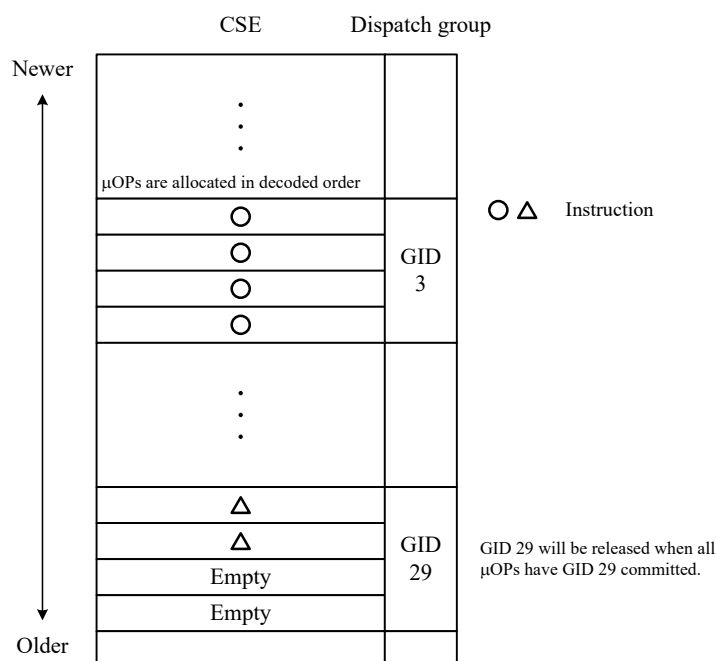 CSE
Dispatch group
Newer
μOPs are allocated in decoded order
Instruction
GID
3
GID
29
GID 29 will be released when all
μOPs have GID 29 committed.
Empty
Empty
Older